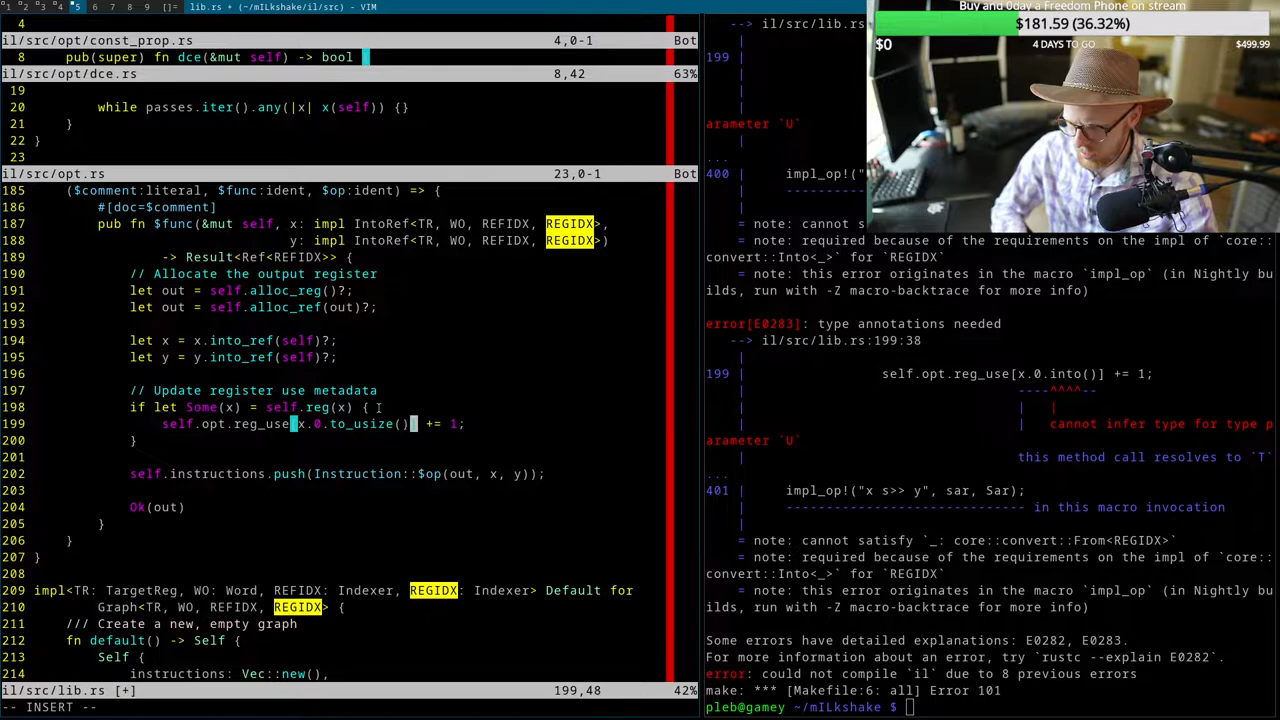 1 2 3 4 5 6 7 8 9 []= lib.rs + (~/mILkshake/il/src) - VIM
4
il/src/opt/const_prop.rs 4,0-1 Bot
8 pub(super) fn dce(&mut self) -> bool
il/src/opt/dce.rs 8,42 63%
19
20 while passes.iter().any(|x| x(self)) {}
21 }
22 }
23
il/src/opt.rs 23,0-1 Bot
185 ($comment:literal, $func:ident, $op:ident) => {
186 #[doc=$comment]
187 pub fn $func(&mut self, x: impl IntoRef<TR, WO, REFIDX, REGIDX>,
188 y: impl IntoRef<TR, WO, REFIDX, REGIDX>)
189 -> Result<Ref<REFIDX>> {
190 // Allocate the output register
191 let out = self.alloc_reg()?;
192 let out = self.alloc_ref(out)?;
193
194 let x = x.into_ref(self)?;
195 let y = y.into_ref(self)?;
196
197 // Update register use metadata
198 if let Some(x) = self.reg(x) {
199 self.opt.reg_use[x.0.to_usize()] += 1;
200 }
201
202 self.instructions.push(Instruction::$op(out, x, y));
203
204 Ok(out)
205 }
206 }
207 }
208
209 impl<TR: TargetReg, WO: Word, REFIDX: Indexer, REGIDX: Indexer> Default for
210 Graph<TR, WO, REFIDX, REGIDX> {
211 /// Create a new, empty graph
212 fn default() -> Self {
213 Self {
214 instructions: Vec::new(),
il/src/lib.rs [+] 199,48 42%
-- INSERT --
--> il/src/lib.rs
|
199 |
|
|
|
arameter `U`
|
...
400 | impl_op!("
| --------
|
= note: cannot s
= note: required because of the requirements on the impl of `core::
convert::Into<_>` for `REGIDX`
= note: this error originates in the macro `impl_op` (in Nightly bu
ilds, run with -Z macro-backtrace for more info)
error[E0283]: type annotations needed
--> il/src/lib.rs:199:38
|
199 | self.opt.reg_use[x.0.into()] += 1;
| ----^^^^--
| | |
| | cannot infer type for type p
arameter `U`
| this method call resolves to `T`
...
401 | impl_op!("x s>> y", sar, Sar);
| ----------------------------- in this macro invocation
|
= note: cannot satisfy `_: core::convert::From<REGIDX>`
= note: required because of the requirements on the impl of `core::
convert::Into<_>` for `REGIDX`
= note: this error originates in the macro `impl_op` (in Nightly bu
ilds, run with -Z macro-backtrace for more info)
Some errors have detailed explanations: E0282, E0283.
For more information about an error, try `rustc --explain E0282`.
error: could not compile `il` due to 8 previous errors
make: *** [Makefile:6: all] Error 101
pleb@gamey ~/mILkshake $
Buy and 0day a Freedom Phone on stream
$181.59 (36.32%)
$0 4 DAYS TO GO $499.99